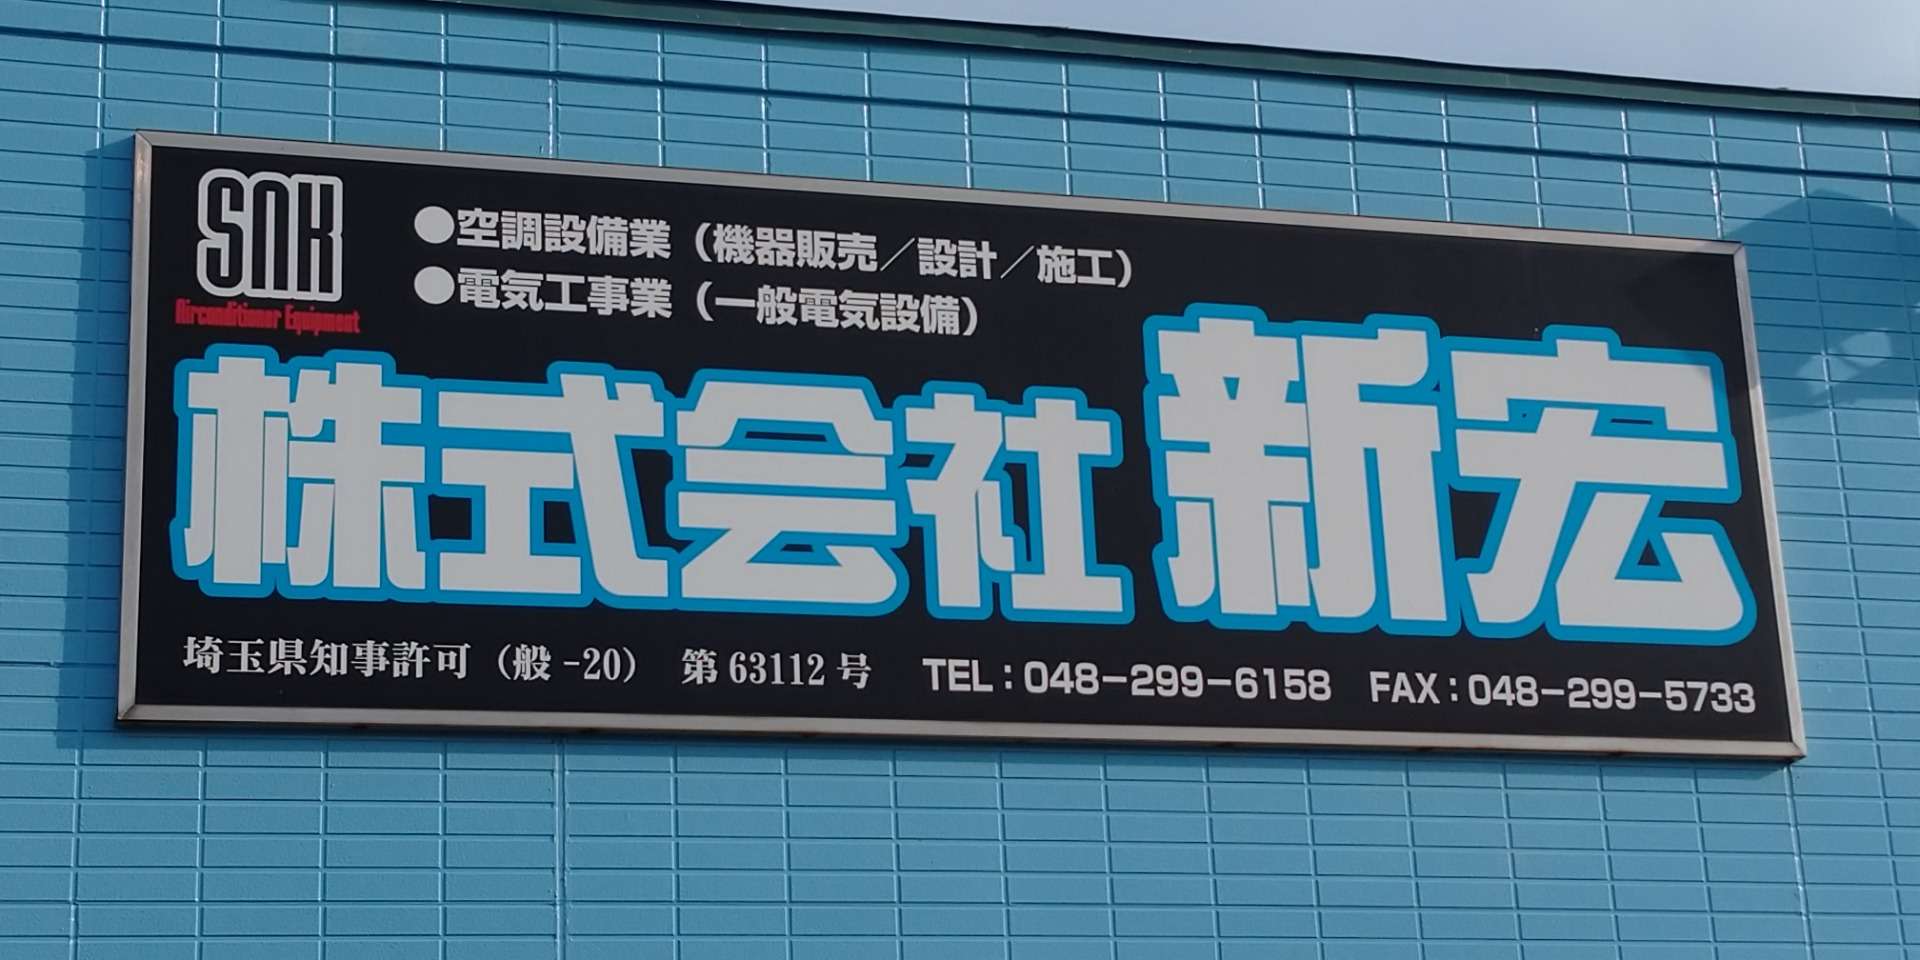 SNK
Airconditioner Equipment
●空調設備業（機器販売／設計／施工）
●電気工事業（一般電気設備）
株式会社 新宏
埼玉県知事許可（般-20） 第63112号 TEL：048-299-6158 FAX：048-299-5733